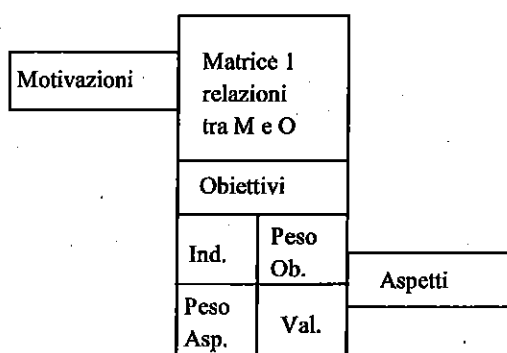 Motivazioni
Matrice 1
relazioni
tra M e O
Obiettivi
Ind.
Peso
Ob.
Aspetti
Peso
Asp.
Val.